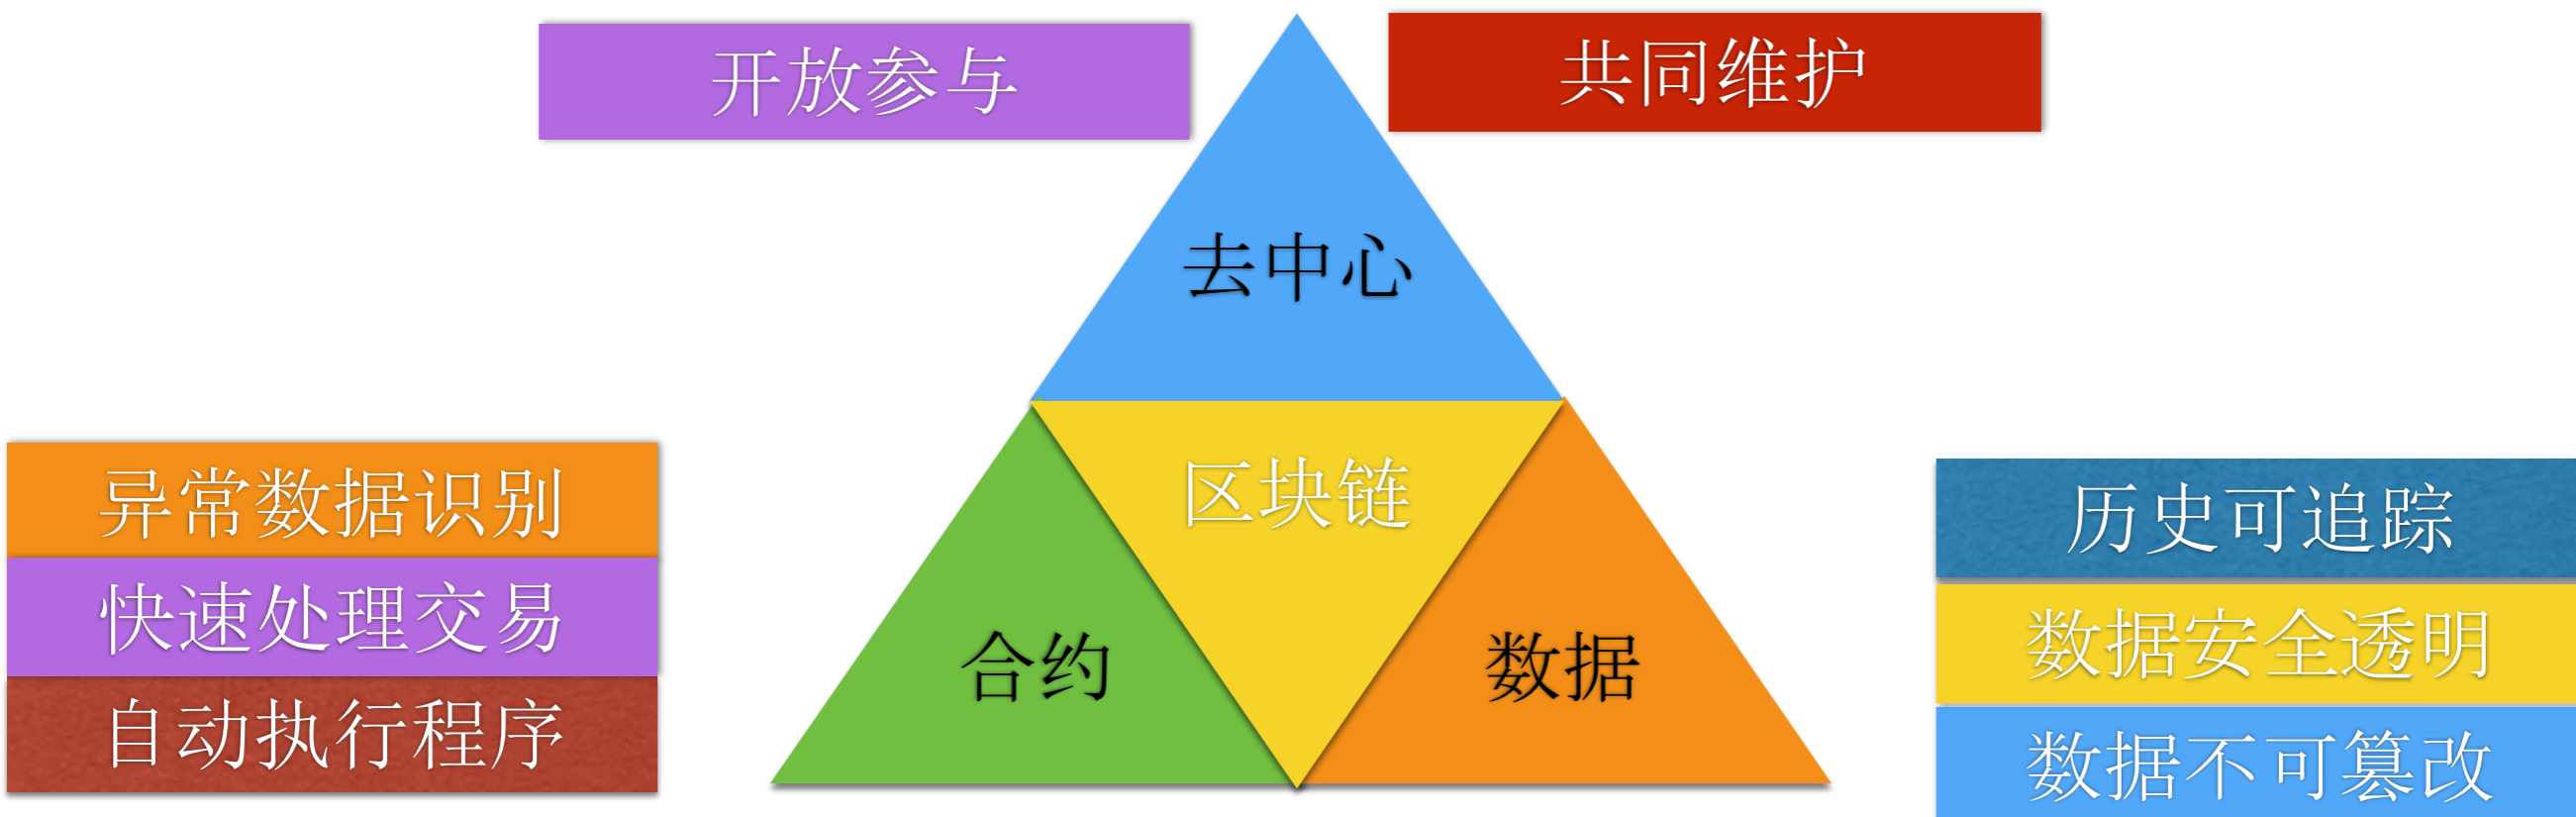 开放参与
共同维护
去中心
区块链
异常数据识别
快速处理交易
自动执行程序
合约
数据
历史可追踪
数据安全透明
数据不可篡改